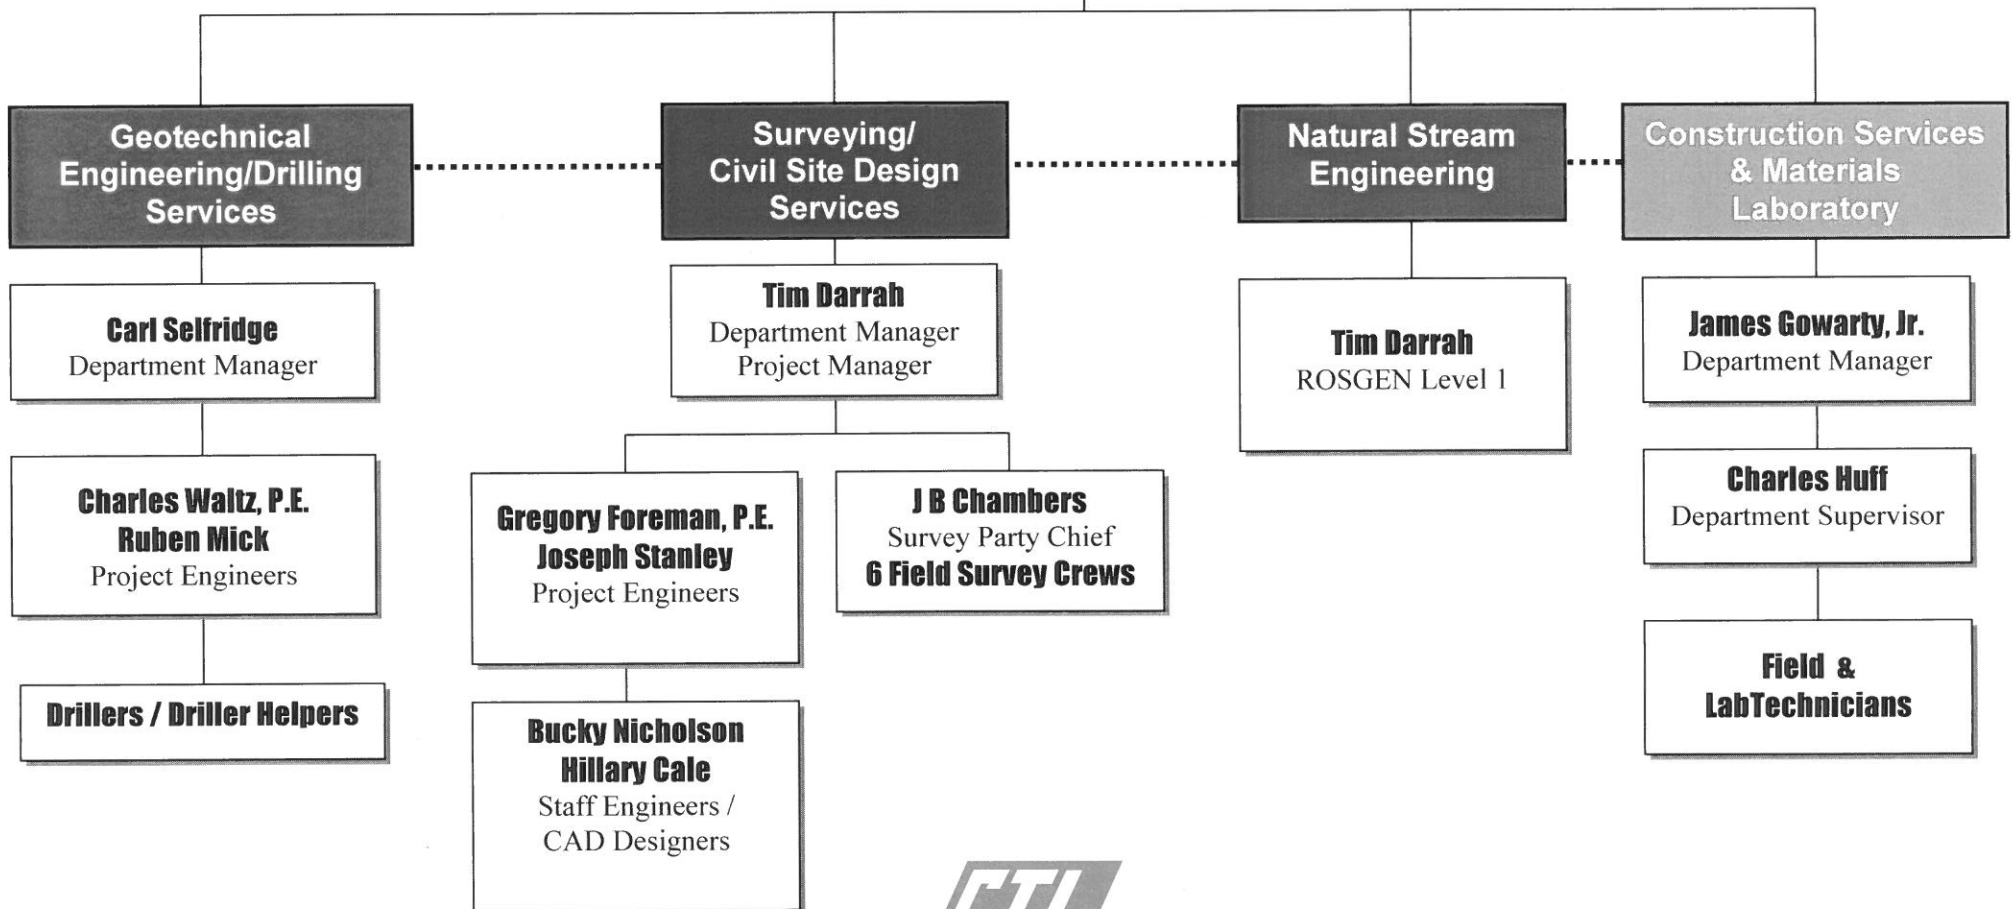 Geotechnical
Engineering/Drilling
Services
Surveying/
Civil Site Design
Services
Natural Stream
Engineering
Construction Services
& Materials
Laboratory
Carl Selfridge
Department Manager
Charles Waltz, P.E.
Ruben Mick
Project Engineers
Drillers / Driller Helpers
Tim Darrah
Department Manager
Project Manager
Gregory Foreman, P.E.
Joseph Stanley
Project Engineers
Bucky Nicholson
Hillary Cale
Staff Engineers /
CAD Designers
J B Chambers
Survey Party Chief
6 Field Survey Crews
Tim Darrah
ROSGEN Level 1
James Gowarty, Jr.
Department Manager
Charles Huff
Department Supervisor
Field &
LabTechnicians
CTL